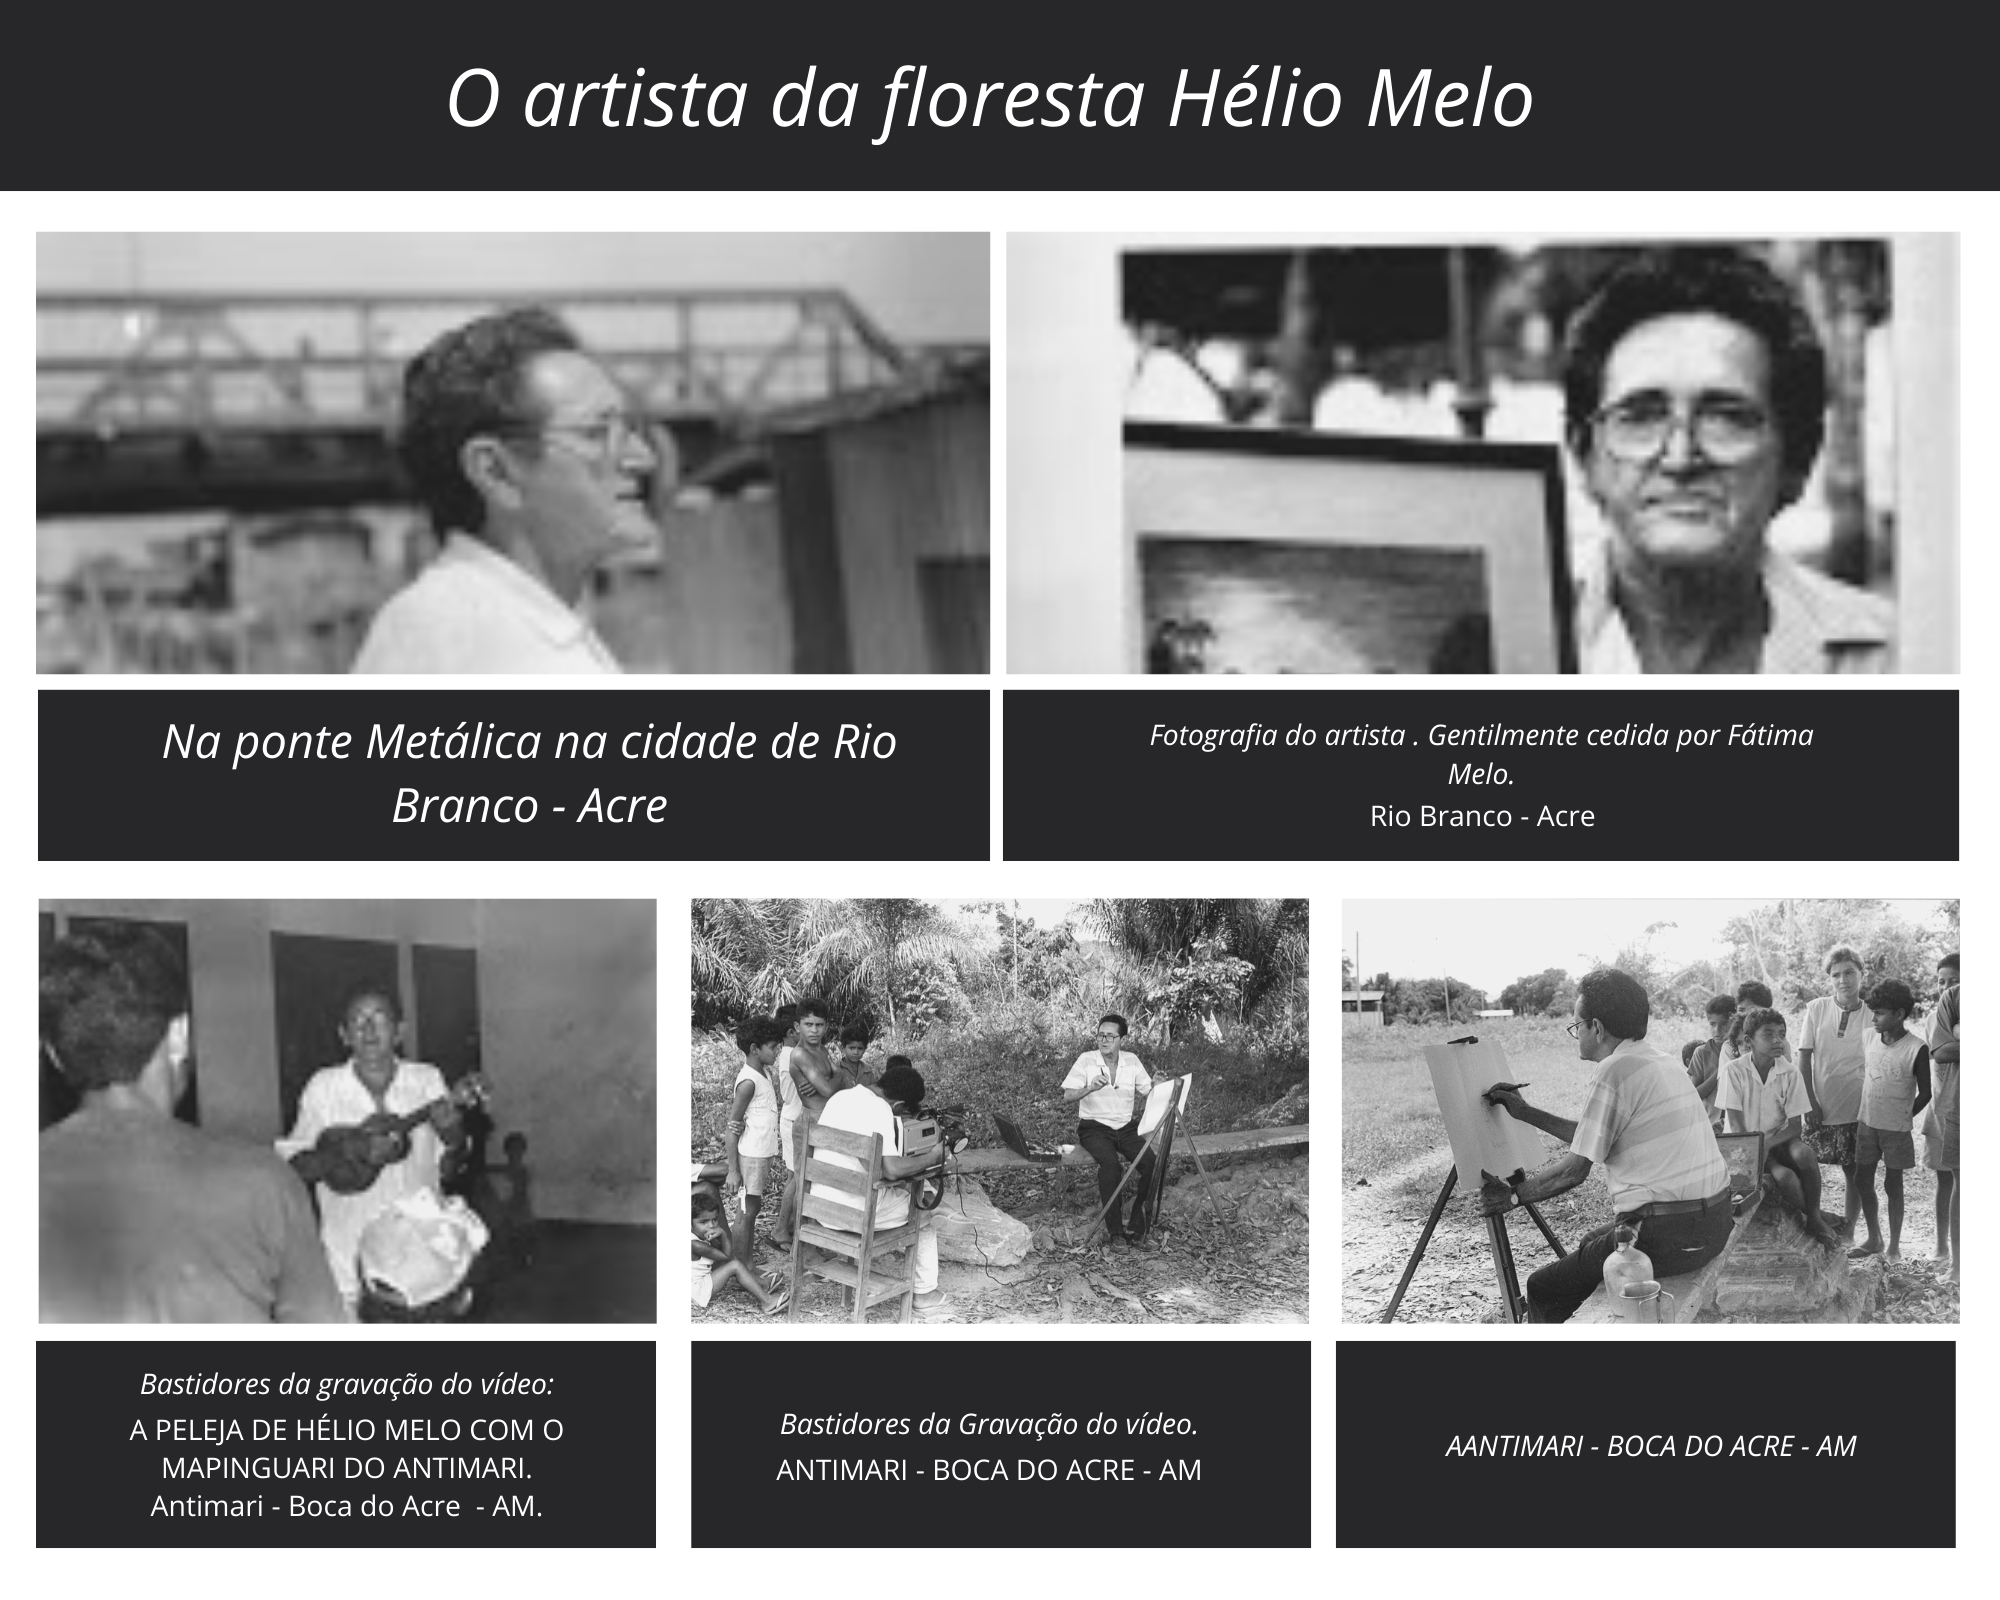 O artista da floresta Hélio Melo
Na ponte Metálica na cidade de Rio
Branco - Acre
Fotografia do artista . Gentilmente cedida por Fátima
Melo.
Rio Branco - Acre
Bastidores da gravação do vídeo:
A PELEJA DE HÉLIO MELO COM O
MAPINGUARI DO ANTIMARI.
Antimari - Boca do Acre  - AM.
Bastidores da Gravação do vídeo.
ANTIMARI - BOCA DO ACRE - AM
AANTIMARI - BOCA DO ACRE - AM